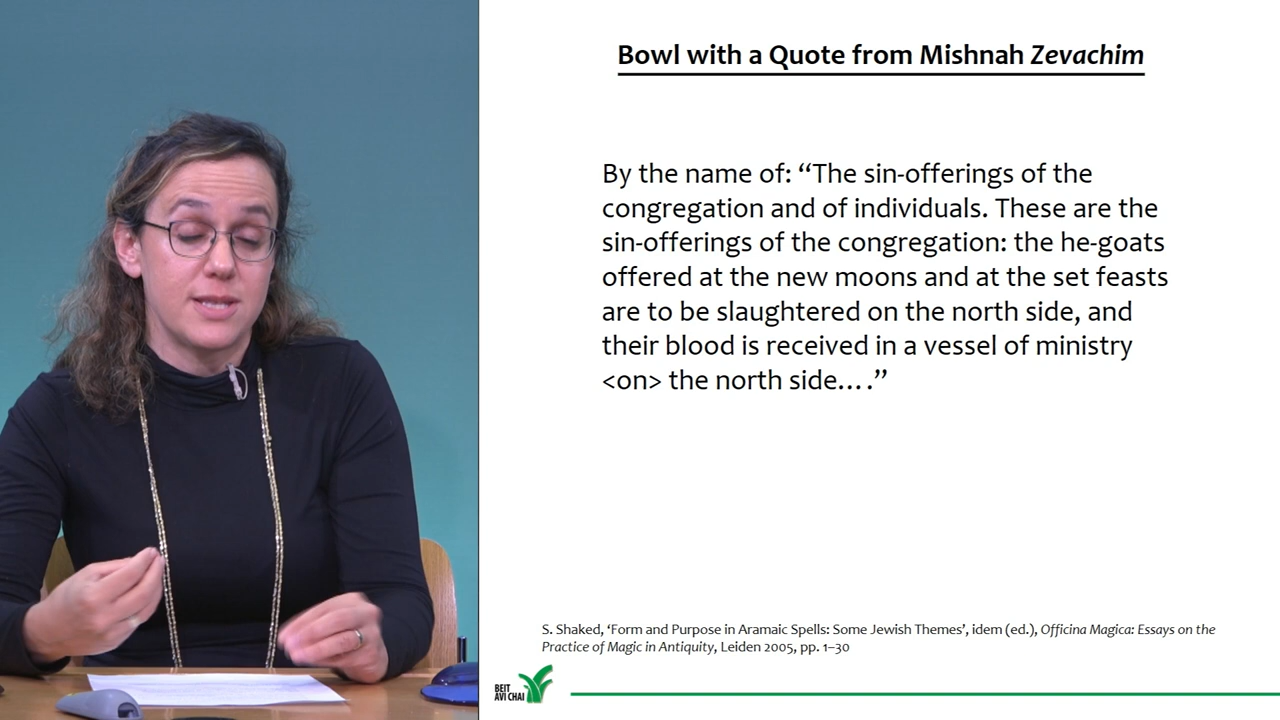 Bowl with a Quote from Mishnah Zevachim
By the name of: “The sin-offerings of the
congregation and of individuals. These are the
sin-offerings of the congregation: the he-goats
offered at the new moons and at the set feasts
are to be slaughtered on the north side, and
their blood is received in a vessel of ministry
<on> the north side….”
S. Shaked, ‘Form and Purpose in Aramaic Spells: Some Jewish Themes’, idem (ed.), Officina Magica: Essays on the
Practice of Magic in Antiquity, Leiden 2005, pp. 1–30
BEIT
AVI CHAI